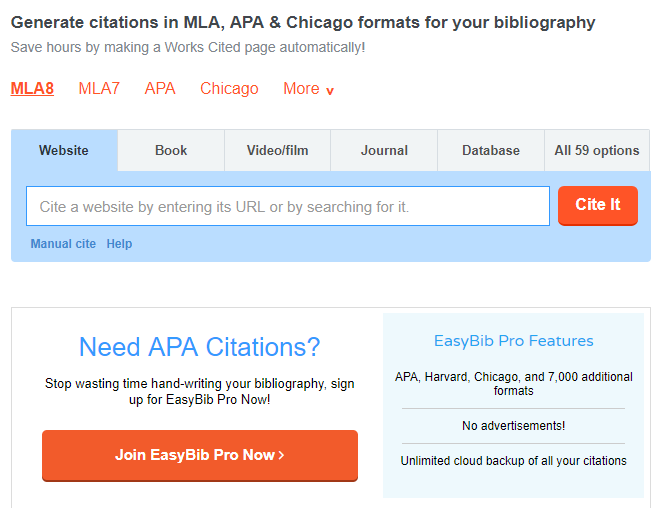 Generate citations in MLA, APA & Chicago formats for your bibliography
Save hours by making a Works Cited page automatically!
MLA8 MLA7 APA Chicago More v
Website Book Video/film Journal Database All 59 options
Cite a website by entering its URL or by searching for it. Cite It
Manual cite Help
Need APA Citations?
Stop wasting time hand-writing your bibliography, sign
up for EasyBib Pro Now!
Join EasyBib Pro Now ›
EasyBib Pro Features
APA, Harvard, Chicago, and 7,000 additional
formats
No advertisements!
Unlimited cloud backup of all your citations